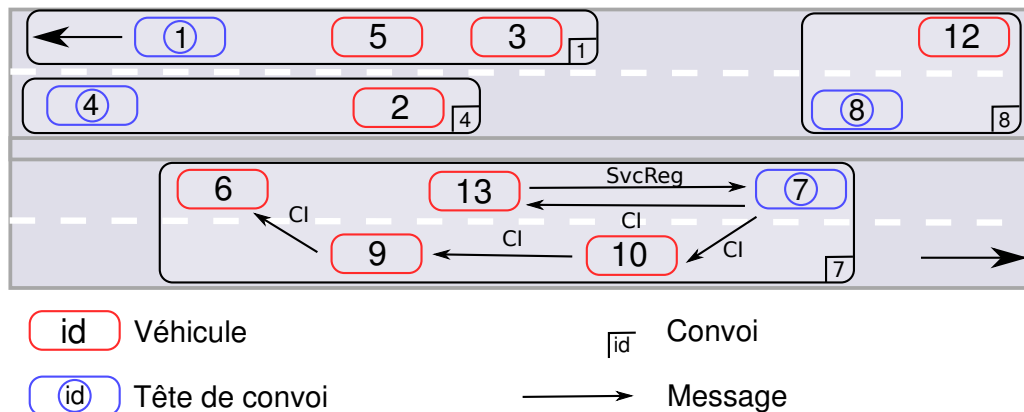 1 5 3 1
12
4 2 4
8 8
6 13 SvcReg 7
CI CI CI CI
9 10 7
id Véhicule
id Convoi
id Tête de convoi
Message